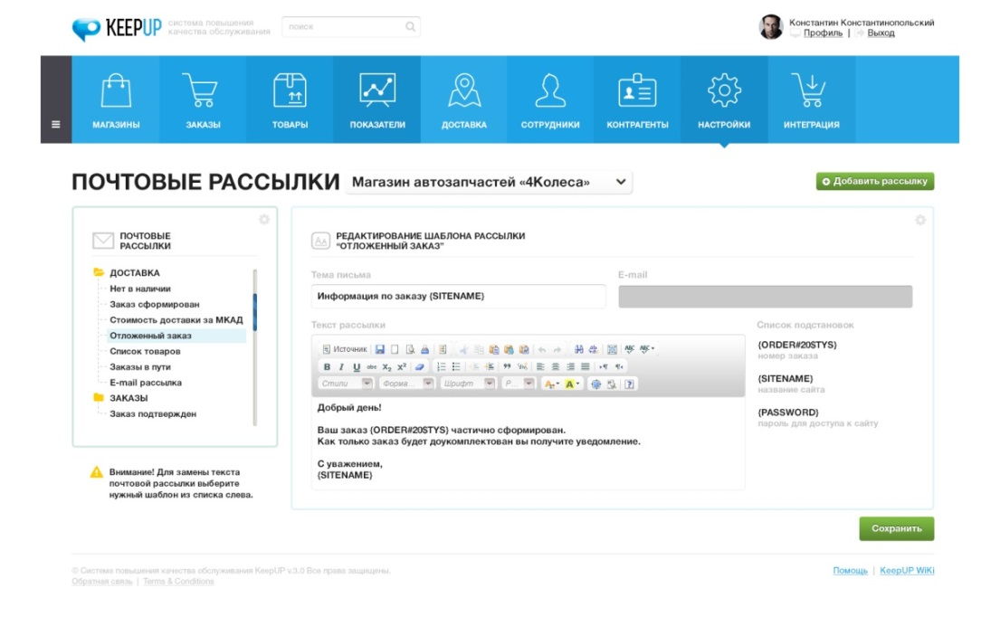 KEEPUP
система повышения
качества обслуживания
поиск
Константин Константинопольский
Профиль | Выход
МАГАЗИНЫ
ЗАКАЗЫ
ТОВАРЫ
ПОКАЗАТЕЛИ
ДОСТАВКА
СОТРУДНИКИ
КОНТРАГЕНТЫ
НАСТРОЙКИ
ИНТЕГРАЦИЯ
ПОЧТОВЫЕ РАССЫЛКИ
Магазин автозапчастей «4Колеса»
Добавить рассылку
ПОЧТОВЫЕ
РАССЫЛКИ
ДОСТАВКА
Нет в наличии
Заказ сформирован
Стоимость доставки за МКАД
Отложенный заказ
Список товаров
Заказы в пути
E-mail рассылка
ЗАКАЗЫ
Заказ подтвержден
Внимание! Для замены текста
почтовой рассылки выберите
нужный шаблон из списка слева.
РЕДАКТИРОВАНИЕ ШАБЛОНА РАССЫЛКИ
“ОТЛОЖЕННЫЙ ЗАКАЗ”
Тема письма
E-mail
Информация по заказу {SITENAME}
Текст рассылки
Источник
Стили
Форма...
Шрифт
Р...
Добрый день!
Ваш заказ {ORDER#20$TYS} частично сформирован.
Как только заказ будет доукомплектован вы получите уведомление.
С уважением,
{SITENAME}
Список подстановок
{ORDER#20$TYS}
номер заказа
{SITENAME}
название сайта
{PASSWORD}
пароль для доступа к сайту
Сохранить
© Система повышения качества обслуживания KeepUP v.3.0 Все права защищены.
Обратная связь | Terms & Conditions
Помощь | KeepUP WiKi